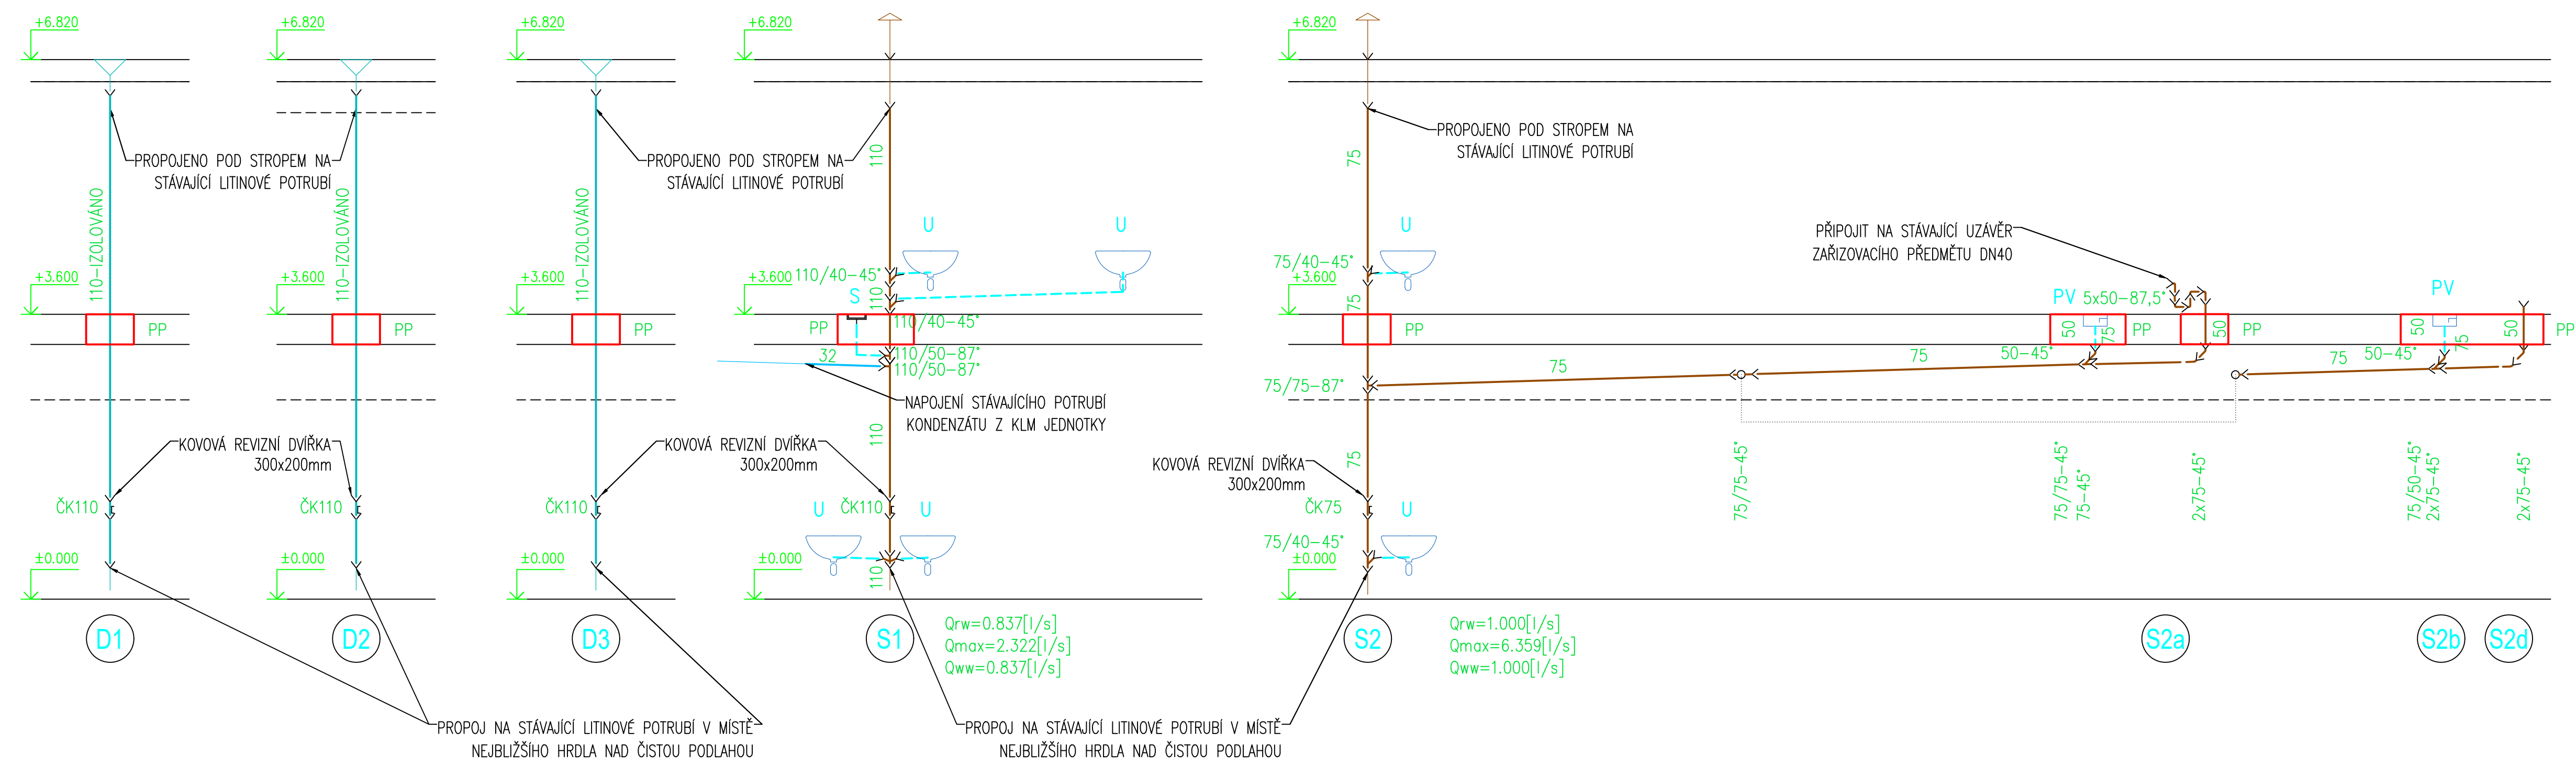 +6.820
+6.820
+6.820
+6.820
+6.820
PROPOJENO POD STROPEM NA
STÁVAJÍCÍ LITINOVÉ POTRUBÍ
PROPOJENO POD STROPEM NA
STÁVAJÍCÍ LITINOVÉ POTRUBÍ
PROPOJENO POD STROPEM NA
STÁVAJÍCÍ LITINOVÉ POTRUBÍ
110
75
110-IZOLOVÁNO
110-IZOLOVÁNO
110-IZOLOVÁNO
U
U
U
PŘIPOJIT NA STÁVAJÍCÍ UZÁVĚR
ZAŘIZOVACÍHO PŘEDMĚTU DN40
+3.600
+3.600
+3.600
+3.600
110/40-45°
75/40-45°
+3.600
S
110
75
PV
5x50-87,5°
PV
PP
PP
PP
PP
110/40-45°
PP
50
75
PP
50
PP
50
75
50
PP
32
110/50-87°
110/50-87°
75
75
50-45°
75
50-45°
75/75-87°
NAPOJENÍ STÁVAJÍCÍHO POTRUBÍ
KONDENZÁTU Z KLM JEDNOTKY
110
75
KOVOVÁ REVIZNÍ DVÍŘKA
300x200mm
KOVOVÁ REVIZNÍ DVÍŘKA
300x200mm
KOVOVÁ REVIZNÍ DVÍŘKA
300x200mm
75/75-45°
75/75-45°
75-45°
2x75-45°
75/50-45°
2x75-45°
2x75-45°
ČK110
ČK110
ČK110
U
ČK110
U
ČK75
U
±0.000
±0.000
±0.000
±0.000
75/40-45°
±0.000
110
D1
D2
D3
S1
S2
S2a
S2b
S2d
Qrw=0.837[l/s]
Qmax=2.322[l/s]
Qww=0.837[l/s]
Qrw=1.000[l/s]
Qmax=6.359[l/s]
Qww=1.000[l/s]
PROPOJ NA STÁVAJÍCÍ LITINOVÉ POTRUBÍ V MÍSTĚ
NEJBLIŽŠÍHO HRDLA NAD ČISTOU PODLAHOU
PROPOJ NA STÁVAJÍCÍ LITINOVÉ POTRUBÍ V MÍSTĚ
NEJBLIŽŠÍHO HRDLA NAD ČISTOU PODLAHOU